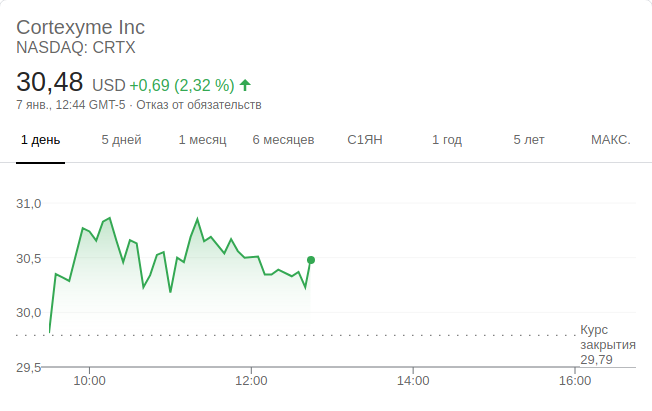 Cortexyme Inc
NASDAQ: CRTX
30,48 USD +0,69 (2,32 %)
7 янв., 12:44 GMT-5 · Отказ от обязательств
1 день 5 дней 1 месяц 6 месяцев С1ЯН 1 год 5 лет МАКС.
31,0
30,5
30,0
Курс
закрытия
29,79
29,5
10:00 12:00 14:00 16:00